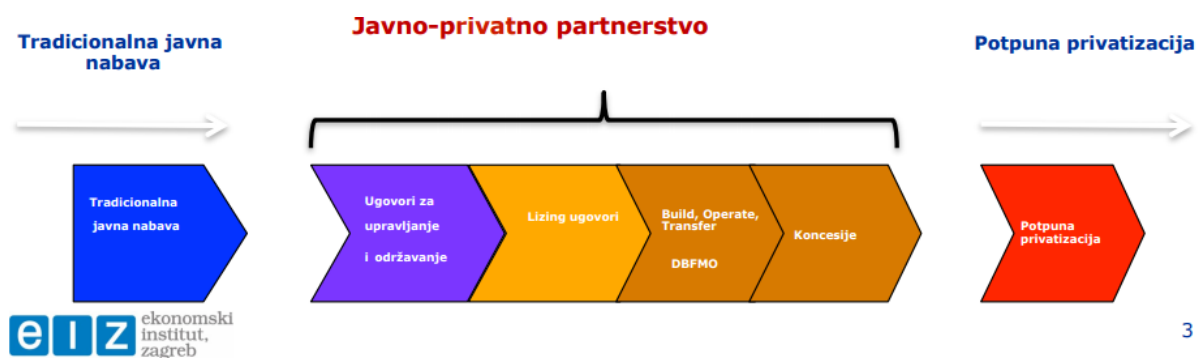 Javno-privatno partnerstvo
Tradicionalna javna
nabava
Potpuna privatizacija
Tradicionalna
javna nabava
Ugovori za
upravljanje
i održavanje
Lizing ugovori
Build, Operate,
Transfer
DBFMO
Koncesije
Potpuna
privatizacija
eiz
ekonomski
institut,
zagreb
3